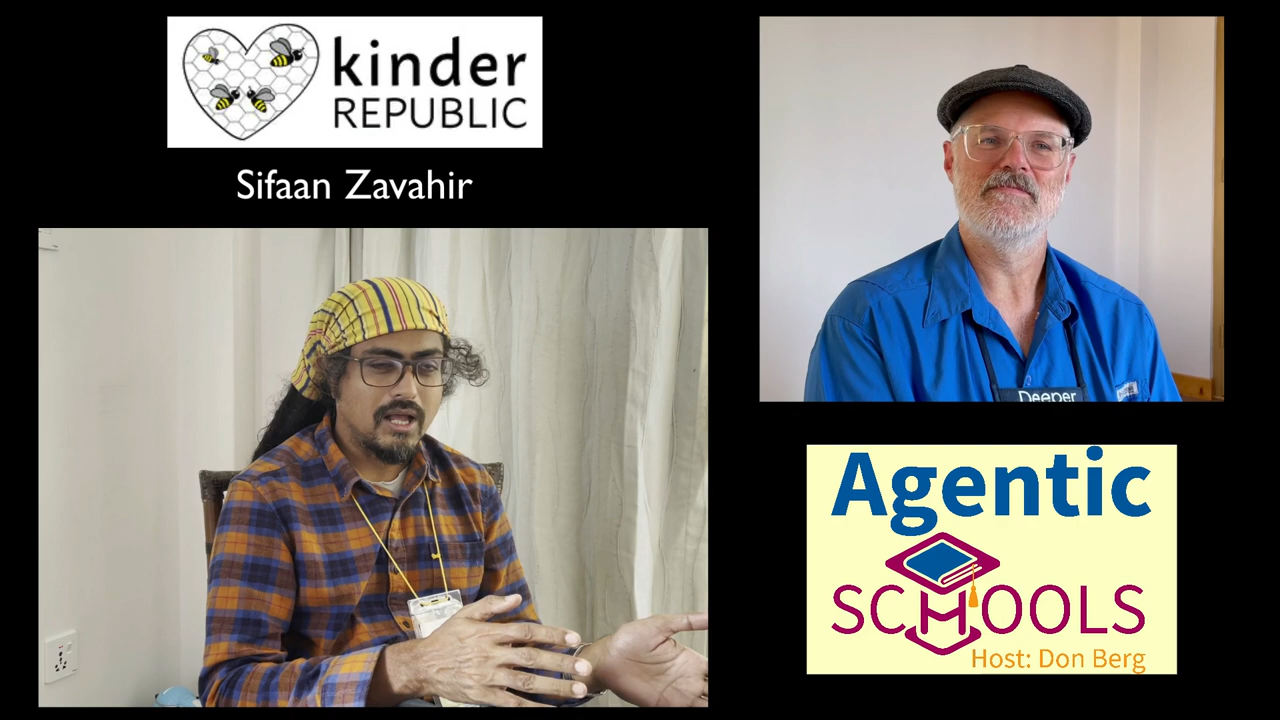 kinder
REPUBLIC
Sifaan Zavahir
Deeper
Agentic
SCHOOLS
Host: Don Berg